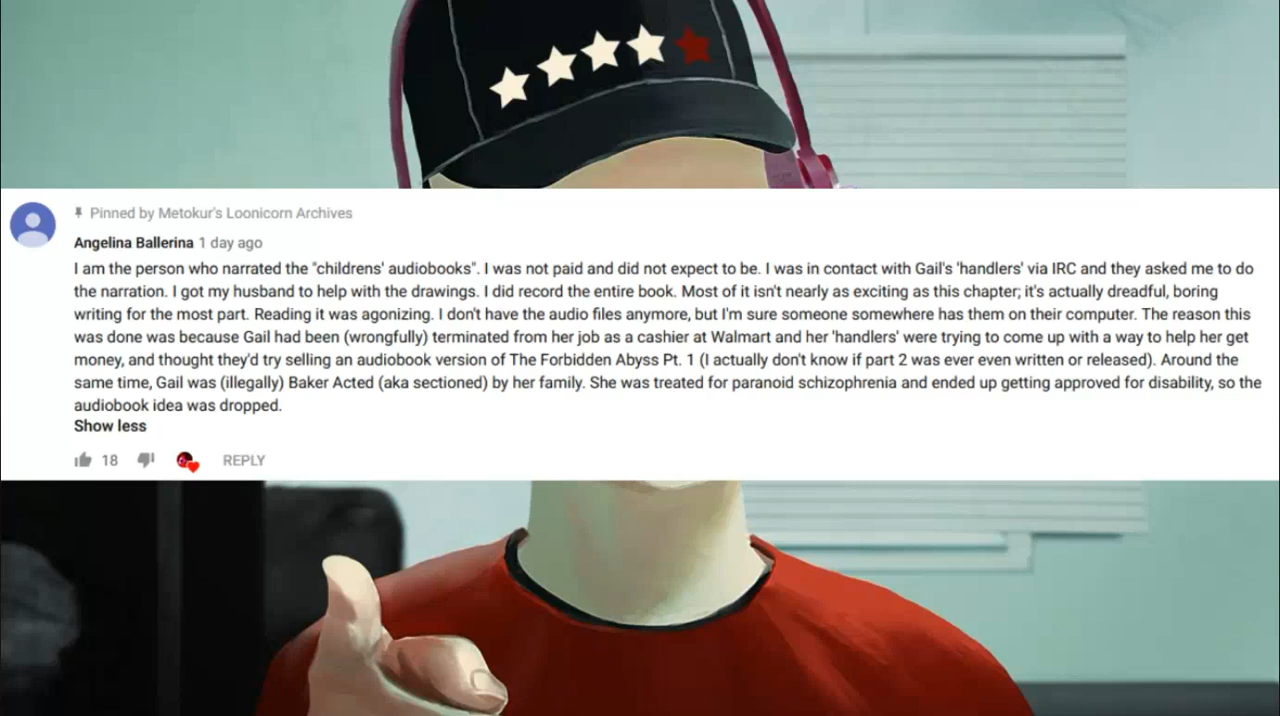 Pinned by Metokur's Loonicorn Archives
Angelina Ballerina 1 day ago
I am the person who narrated the "childrens' audiobooks". I was not paid and did not expect to be. I was in contact with Gail's 'handlers' via IRC and they asked me to do
the narration. I got my husband to help with the drawings. I did record the entire book. Most of it isn't nearly as exciting as this chapter; it's actually dreadful, boring
writing for the most part. Reading it was agonizing. I don't have the audio files anymore, but I'm sure someone somewhere has them on their computer. The reason this
was done was because Gail had been (wrongfully) terminated from her job as a cashier at Walmart and her 'handlers' were trying to come up with a way to help her get
money, and thought they'd try selling an audiobook version of The Forbidden Abyss Pt. 1 (I actually don't know if part 2 was ever even written or released). Around the
same time, Gail was (illegally) Baker Acted (aka sectioned) by her family. She was treated for paranoid schizophrenia and ended up getting approved for disability, so the
audiobook idea was dropped.
Show less
18 REPLY